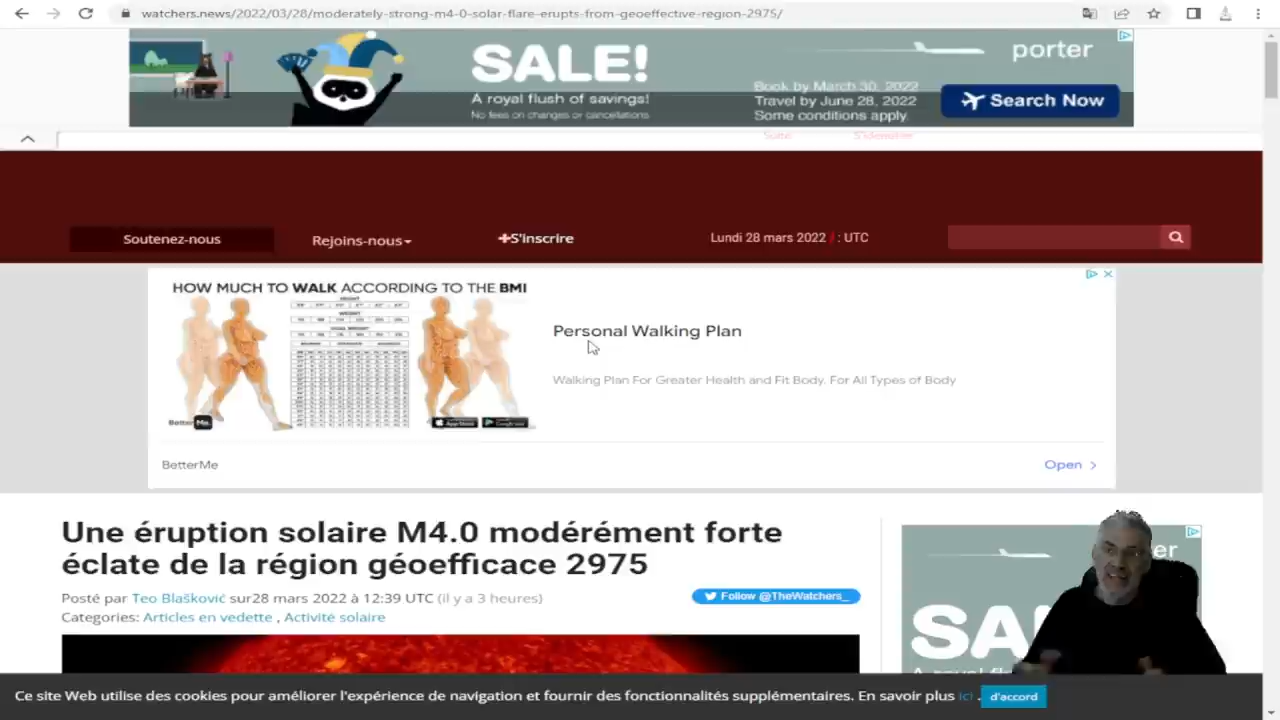 watchers.news/2022/03/28/moderately-strong-m4-0-solar-flare-erupts-from-geoeffective-region-2975/
SALE!
A royal flush of savings!
No fees on changes or cancellations
Book by March 30, 2022
Travel by June 28, 2022
Some conditions apply.
porter
Search Now
Soutenez-nous
Rejoins-nous
+S'inscrire
Lundi 28 mars 2022 / : UTC
HOW MUCH TO WALK ACCORDING TO THE BMI
Personal Walking Plan
Walking Plan For Greater Health and Fit Body. For All Types of Body
BetterMe
App Store
Google Play
BetterMe
Open >
Une éruption solaire M4.0 modérément forte
éclate de la région géoefficace 2975
Posté par Teo Blašković sur28 mars 2022 à 12:39 UTC (il y a 3 heures)
Follow @TheWatchers_
Categories: Articles en vedette , Activité solaire
er
SA
Ce site Web utilise des cookies pour améliorer l'expérience de navigation et fournir des fonctionnalités supplémentaires. En savoir plus ici . d'accord